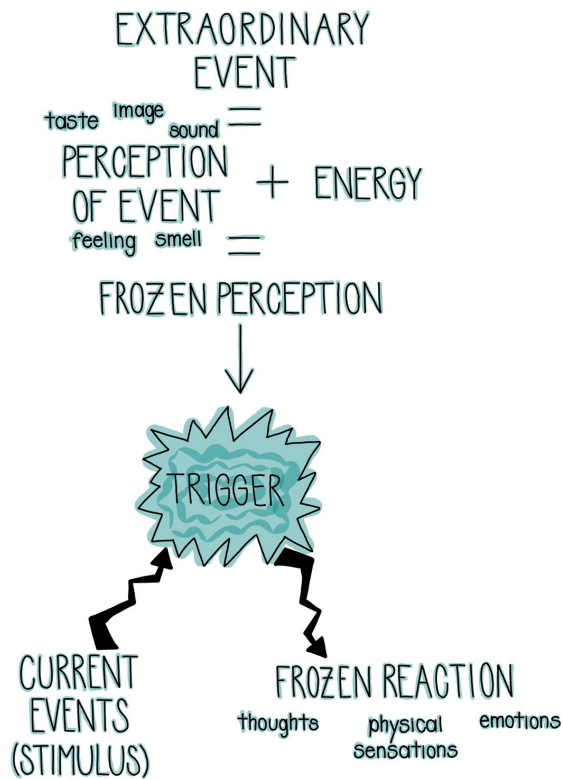 EXTRAORDINARY
EVENT
=
taste image sound
PERCEPTION
OF EVENT
+ ENERGY
feeling smell
=
FROZEN PERCEPTION
TRIGGER
CURRENT
EVENTS
(STIMULUS)
FROZEN REACTION
thoughts physical sensations emotions